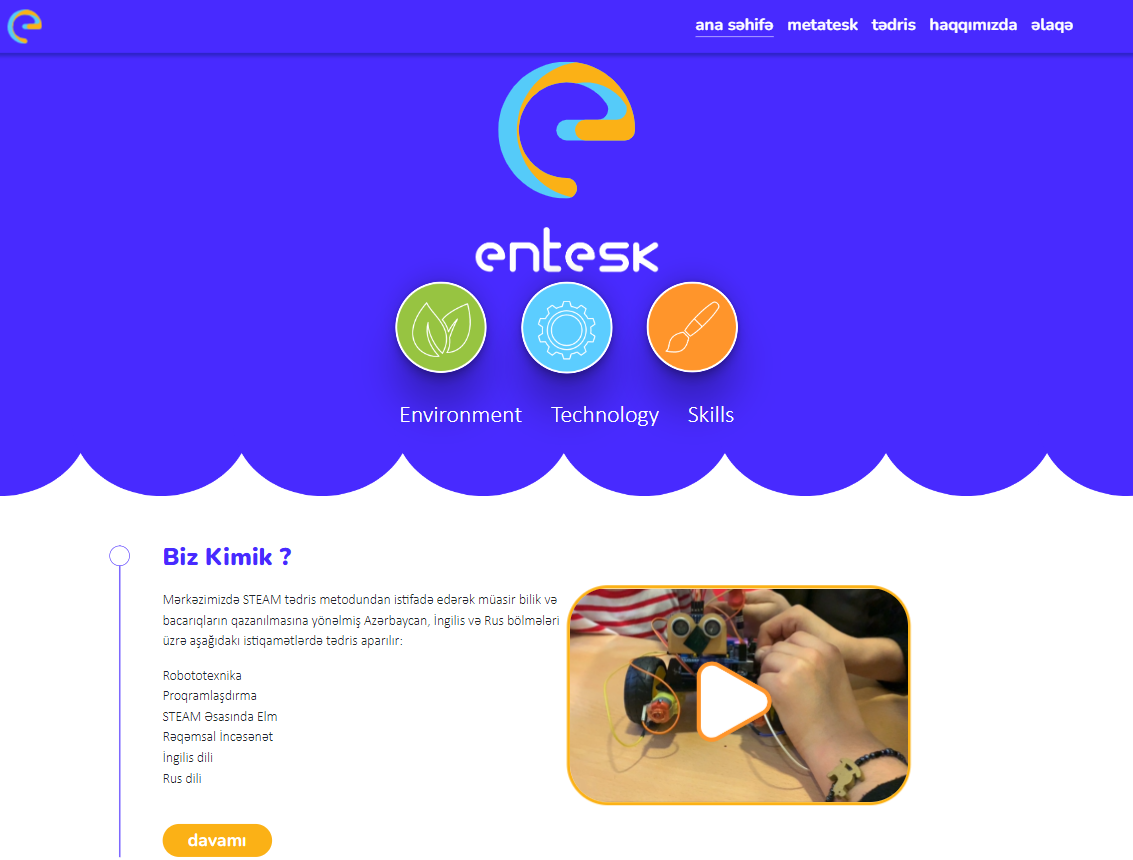 ana səhifə metatesk tədris haqqımızda əlaqə
entesk
Environment Technology Skills
Biz Kimik ?
Mərkəzimizdə STEAM tədris metodundan istifadə edərək müasir bilik və
bacarıqların qazanılmasına yönəlmiş Azərbaycan, İngilis və Rus bölmələri
üzrə aşağıdakı istiqamətlərdə tədris aparılır:
Robototexnika
Proqramlaşdırma
STEAM Əsasında Elm
Rəqəmsal İncəsənət
İngilis dili
Rus dili
davamı